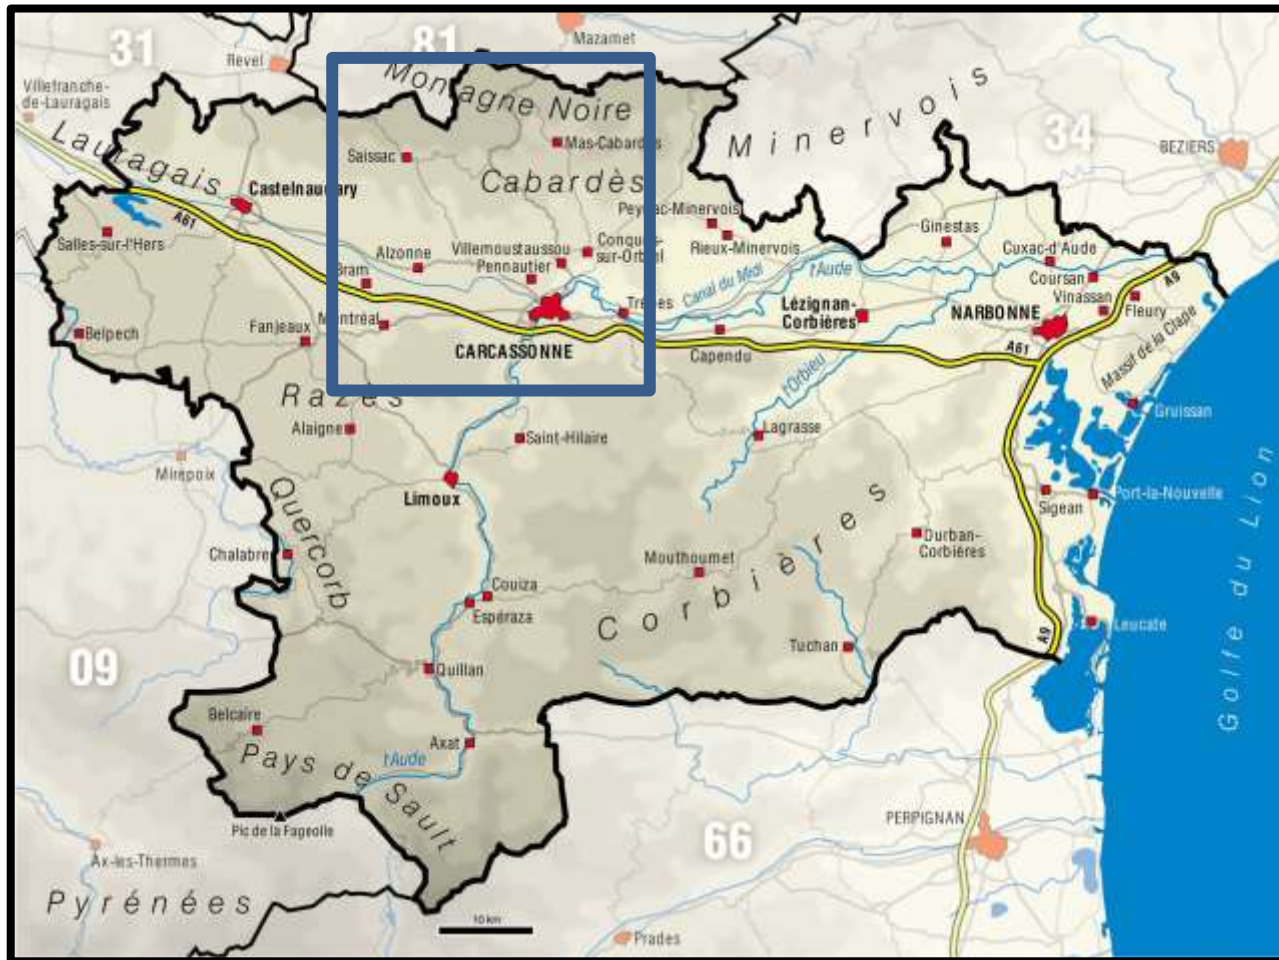 31
81
Mazamet
Revel
Villefranche-
de-Lauragais
Montagne Noire
Minervois
34
BEZIERS
Lauragais
Saissac
Mas-Cabardès
Castelnaudary
Cabardès
A61
Salles-sur-l'Hers
Peyriac-Minervois
Rieux-Minervois
Ginestas
Cuxac-d'Aude
Alzonne
Villemoustaussou
Conques-
sur-Orbiel
Pennautier
Bram
Canal du Midi
l'Aude
Coursan
Vinassan
A9
Fleury
Trèbes
Lézignan-
Corbières
NARBONNE
Montréal
Fanjeaux
Belpech
CARCASSONNE
Capendu
A61
Massif de la Clape
l'Orbieu
Razès
Gruissan
Alaigne
Saint-Hilaire
Lagrasse
Mirepoix
Limoux
Quercorb
Sigean
Port-la-Nouvelle
Golfe du Lion
Chalabre
Mouthoumet
Durban-
Corbières
Corbières
Couiza
Espéraza
Tuchan
Leucate
A9
09
Quillan
Belcaire
Axat
Pays de Sault
l'Aude
Pic de la Fageolle
66
PERPIGNAN
Ax-les-Thermes
Pyrénées
10 km
Prades